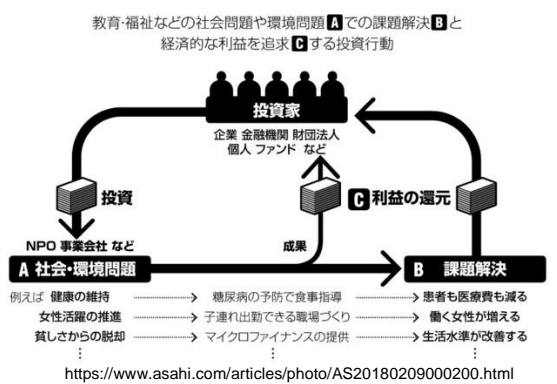 教育・福祉などの社会問題や環境問題Aでの課題解決Bと
経済的な利益を追求Cする投資行動
投資家
企業 金融機関 財団法人
個人 ファンド など
投資
C利益の還元
NPO 事業会社 など
成果
A 社会・環境問題
B 課題解決
例えば 健康の維持 糖尿病の予防で食事指導 患者も医療費も減る
女性活躍の推進 子連れ出勤できる職場づくり 働く女性が増える
貧しさからの脱却 マイクロファイナンスの提供 生活水準が改善する
https://www.asahi.com/articles/photo/AS20180209000200.html